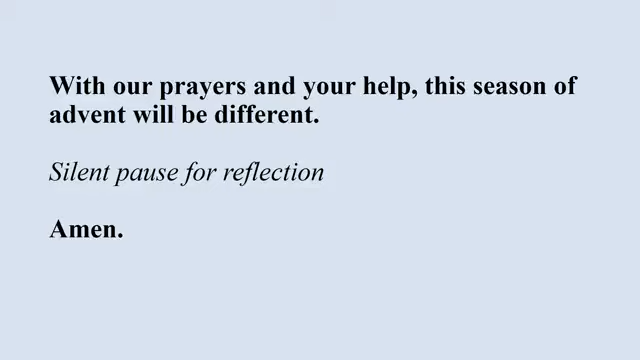 With our prayers and your help, this season of
advent will be different.
Silent pause for reflection
Amen.